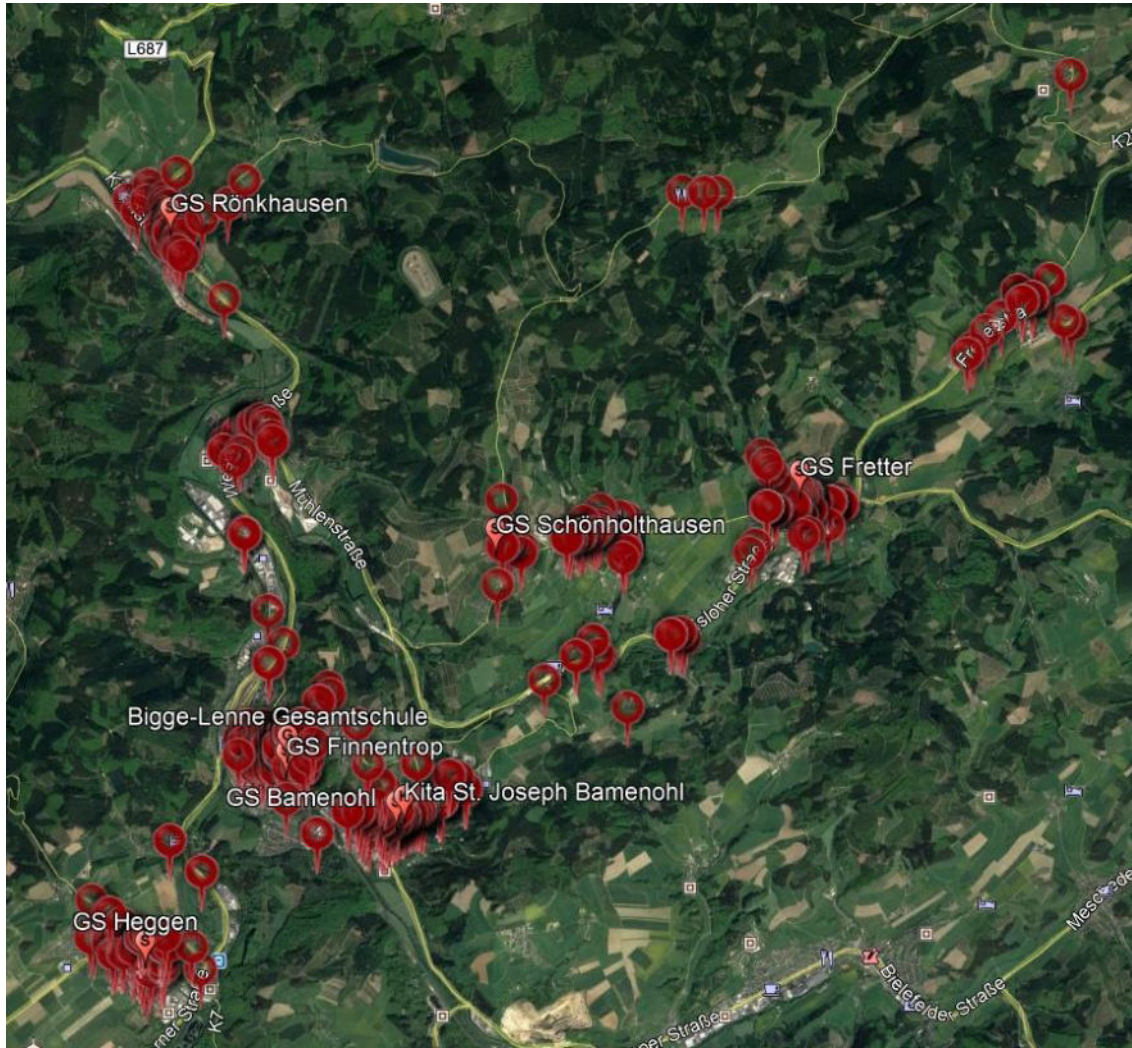 L687
GS Rönkhausen
K2
GS Fretter
GS Schönholthausen
Mühlenstraße
Bigge-Lenne Gesamtschule
GS Finnentrop
GS Bamenohl
Kita St. Joseph Bamenohl
GS Heggen
K7
Bielefelder Straße